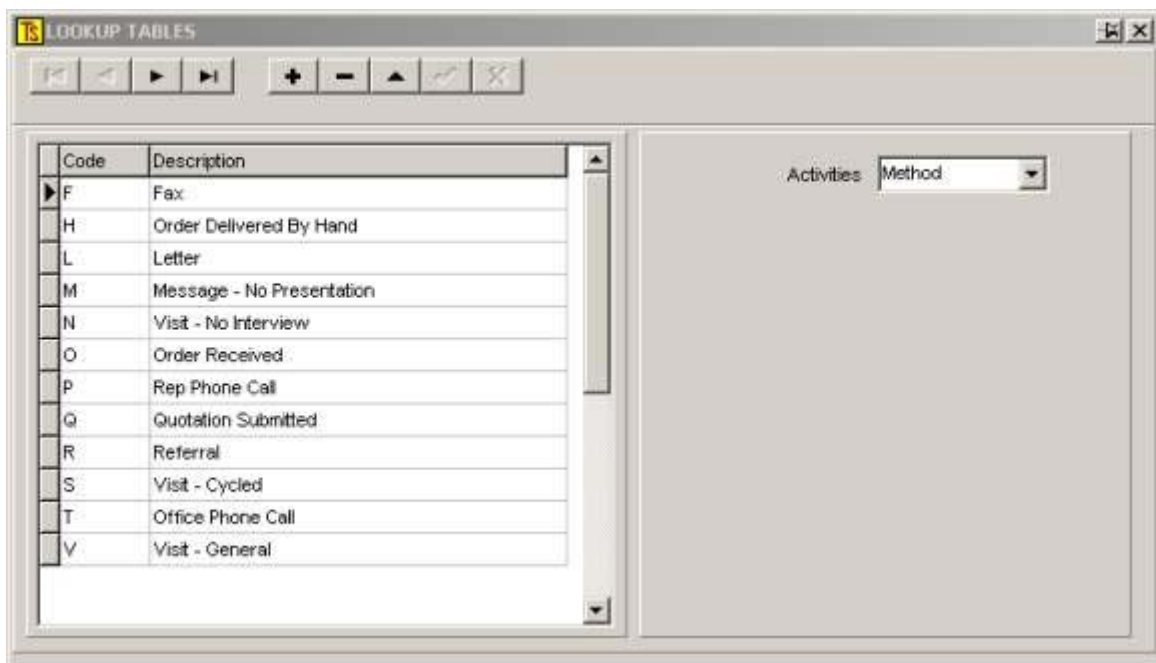 TS LOOKUP TABLES
Code Description
Activities Method
F Fax
H Order Delivered By Hand
L Letter
M Message - No Presentation
N Visit - No Interview
O Order Received
P Rep Phone Call
Q Quotation Submitted
R Referral
S Visit - Cycled
T Office Phone Call
V Visit - General